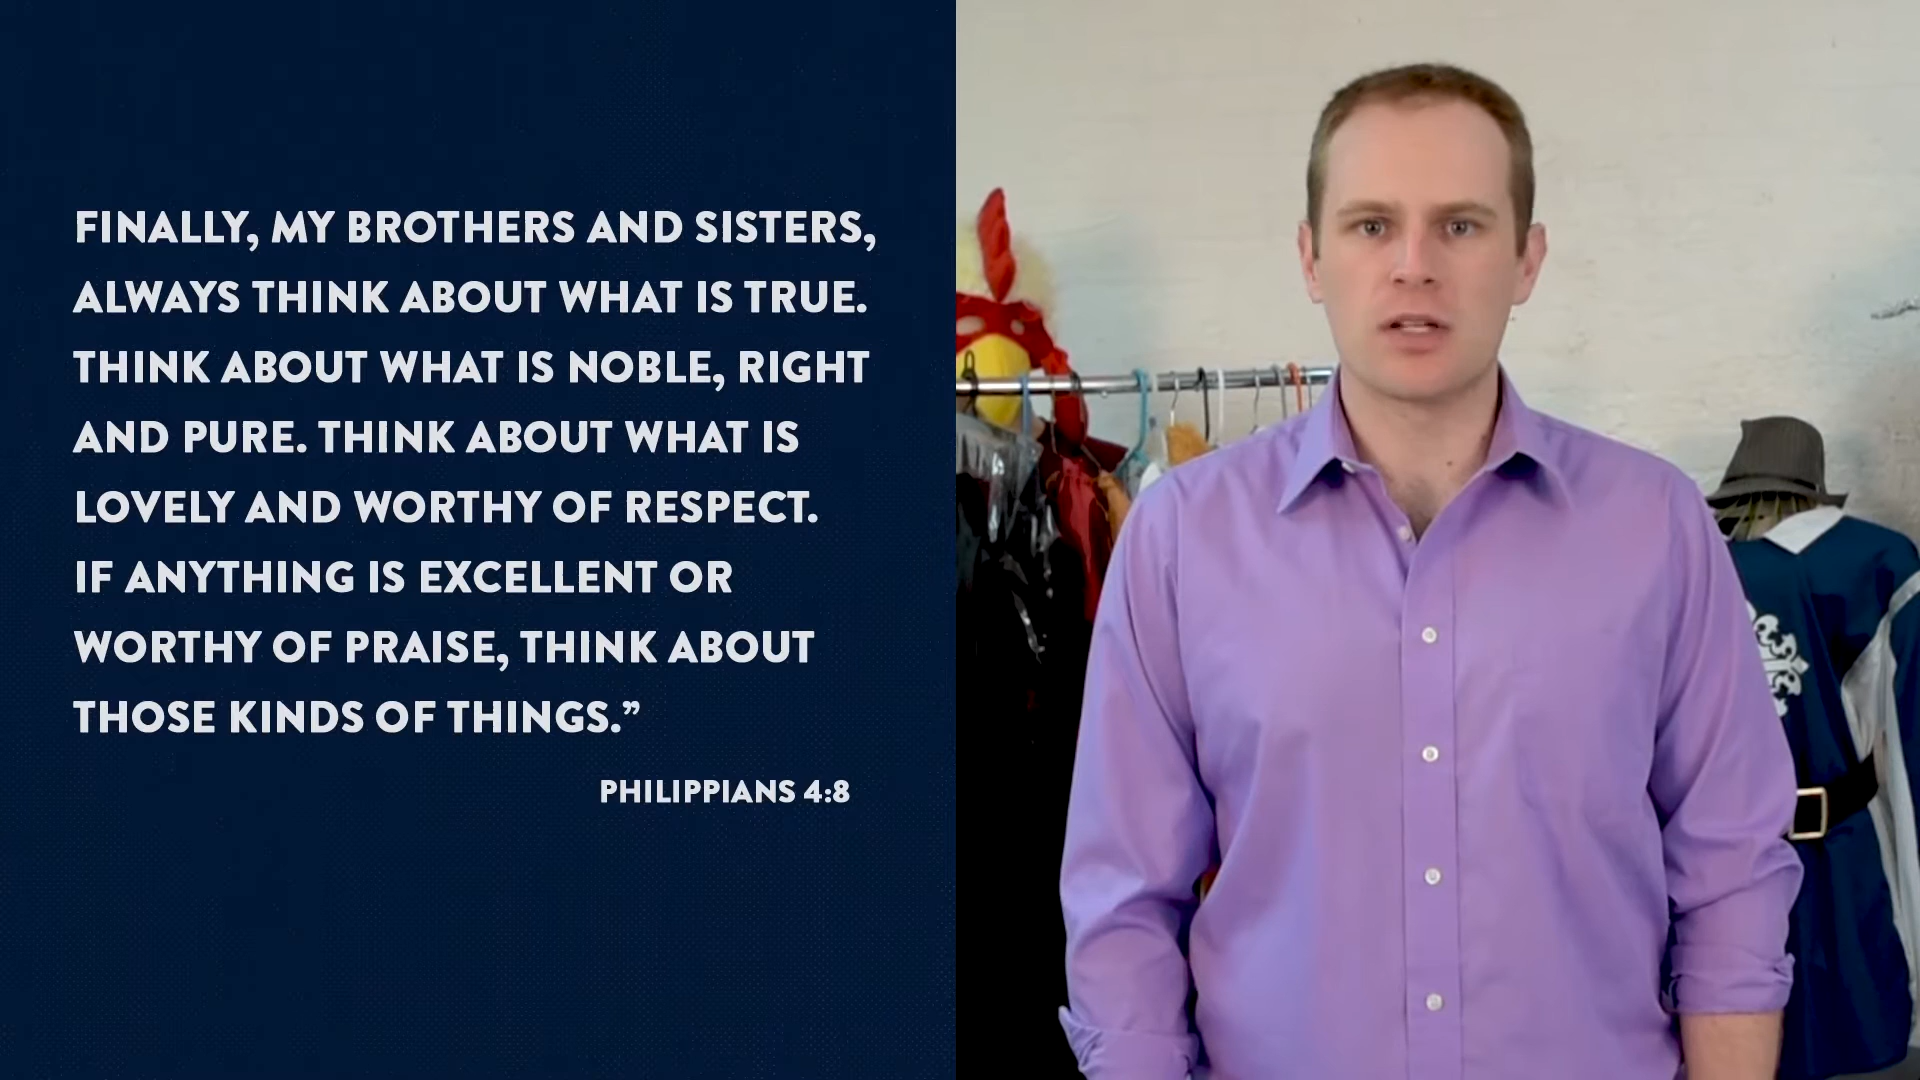 FINALLY, MY BROTHERS AND SISTERS,
ALWAYS THINK ABOUT WHAT IS TRUE.
THINK ABOUT WHAT IS NOBLE, RIGHT
AND PURE. THINK ABOUT WHAT IS
LOVELY AND WORTHY OF RESPECT.
IF ANYTHING IS EXCELLENT OR
WORTHY OF PRAISE, THINK ABOUT
THOSE KINDS OF THINGS.”
PHILIPPIANS 4:8